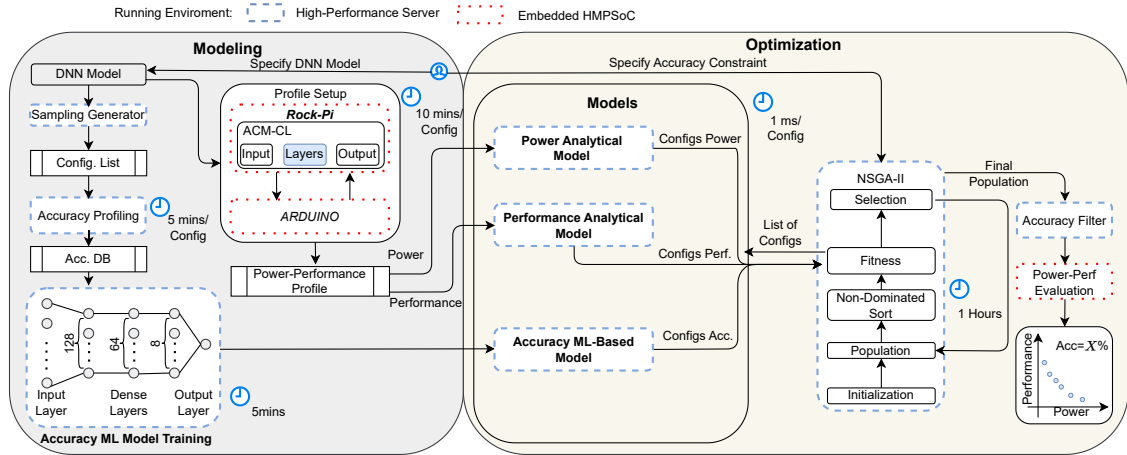 Running Enviroment:
High-Performance Server
Embedded HMPSoC
Modeling
DNN Model
Specify DNN Model
Sampling Generator
Config. List
Accuracy Profiling
5 mins/
Config
Acc. DB
128
64
8
Input
Layer
Dense
Layers
Output
Layer
5mins
Accuracy ML Model Training
Profile Setup
10 mins/
Config
Rock-Pi
ACM-CL
Input
Layers
Output
ARDUINO
Power-Performance
Profile
Power
Performance
Optimization
Specify Accuracy Constraint
Models
1 ms/
Config
Power Analytical
Model
Configs Power
Performance Analytical
Model
Configs Perf.
Accuracy ML-Based
Model
Configs Acc.
List of
Configs
NSGA-II
Selection
Fitness
Non-Dominated
Sort
Population
Initialization
1 Hours
Final
Population
Accuracy Filter
Power-Perf
Evaluation
Acc=X%
Performance
Power